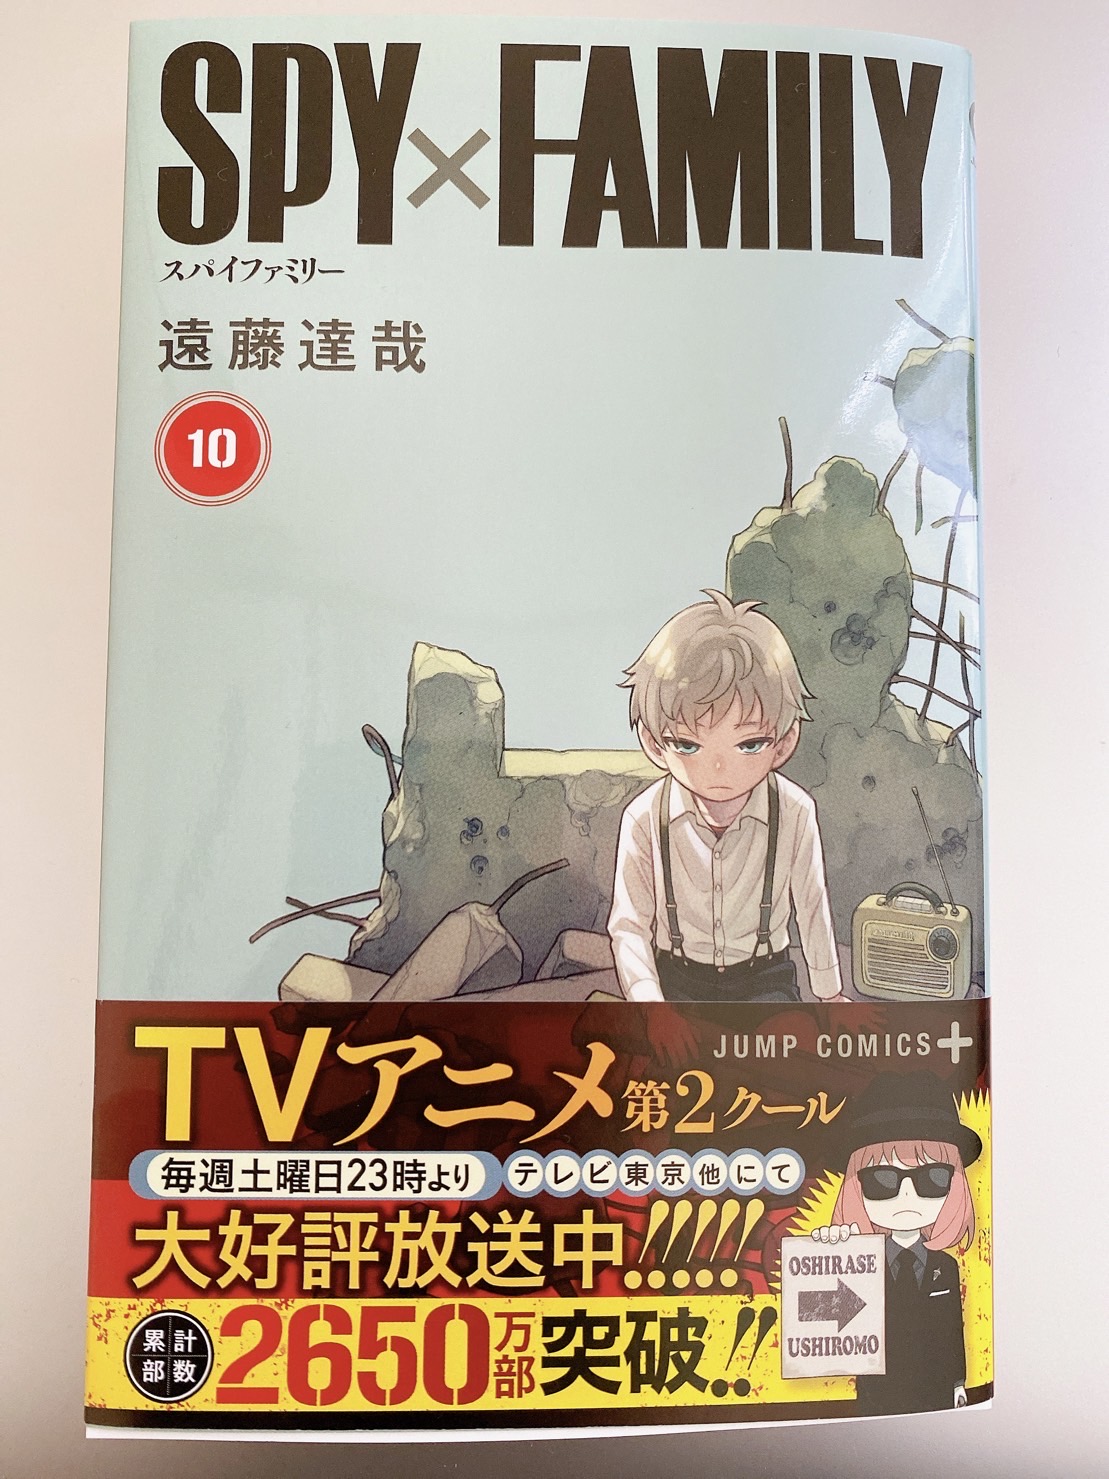 SPY×FAMILY
スパイファミリー
遠藤達哉
10
JUMP COMICS+
TVアニメ第2クール
毎週土曜日23時より テレビ東京他にて
大好評放送中!!!!!
累計部数 2650万部突破!!
OSHIRASE
USHIROMO